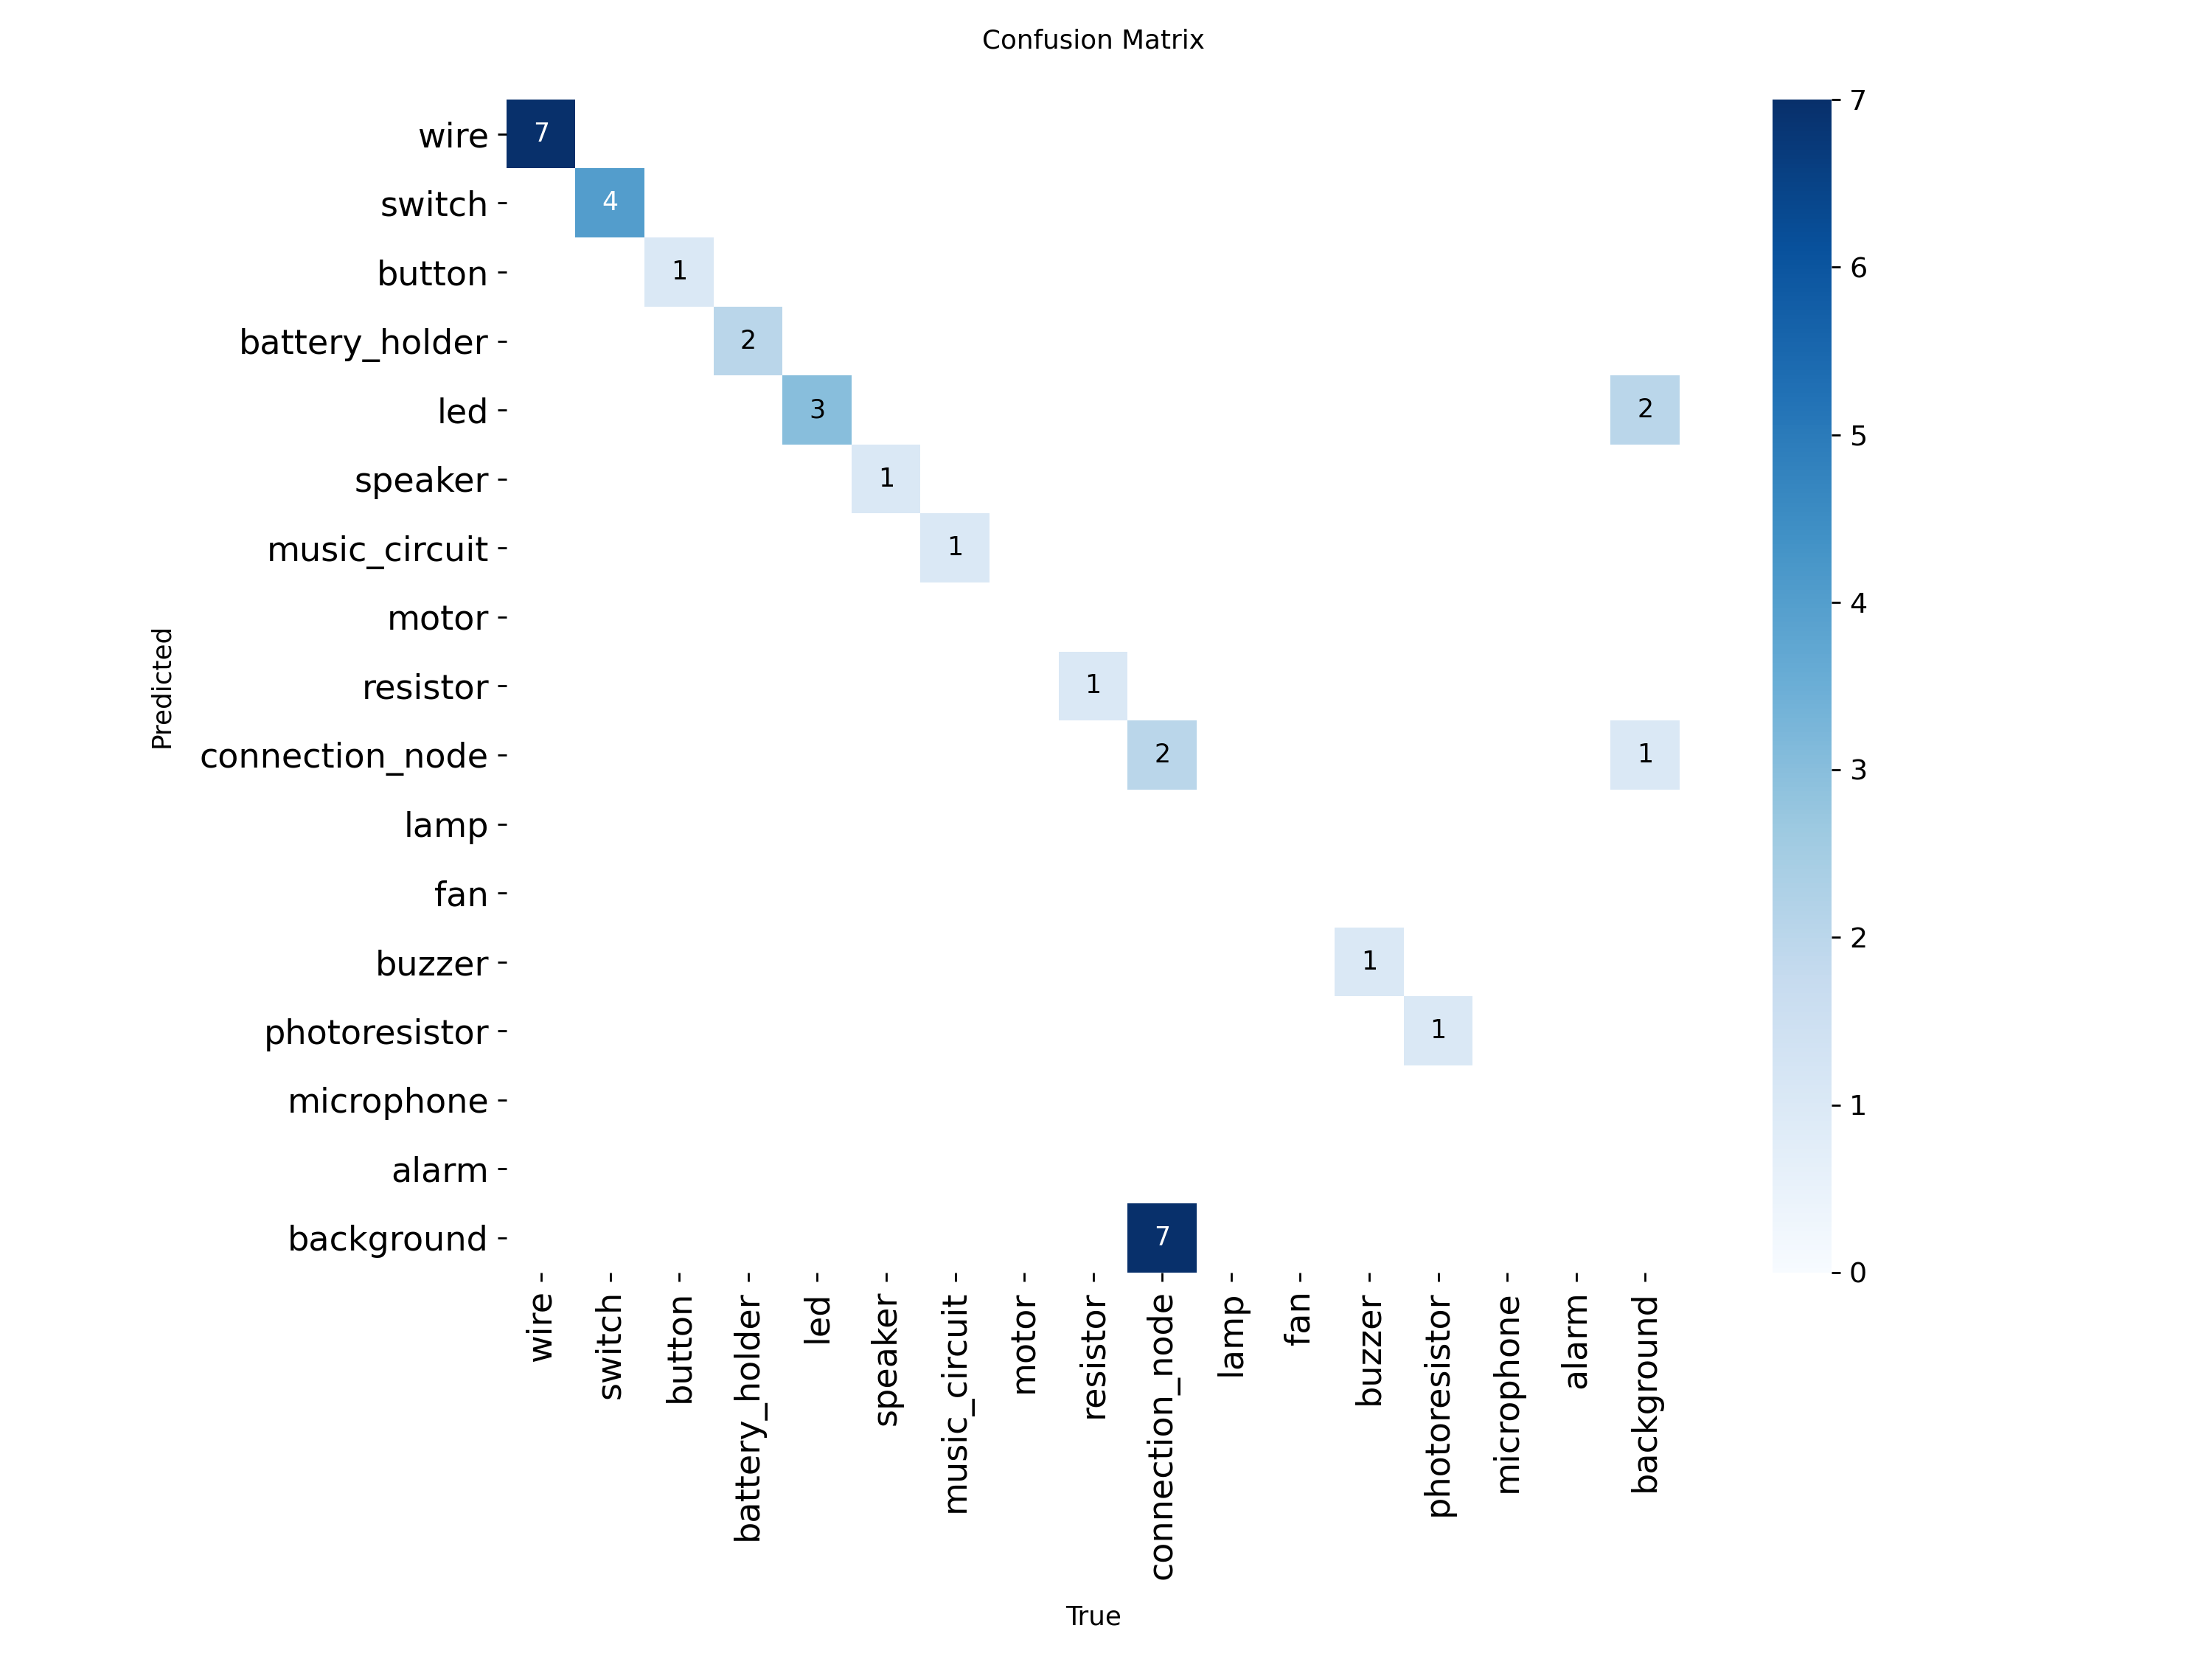 Confusion Matrix
Predicted
wire
switch
button
battery_holder
led
speaker
music_circuit
motor
resistor
connection_node
lamp
fan
buzzer
photoresistor
microphone
alarm
background
7
4
1
2
3 2
1
1
1
2 1
1
1
7
wire switch button battery_holder led speaker music_circuit motor resistor connection_node lamp fan buzzer photoresistor microphone alarm background
True
7
6
5
4
3
2
1
0